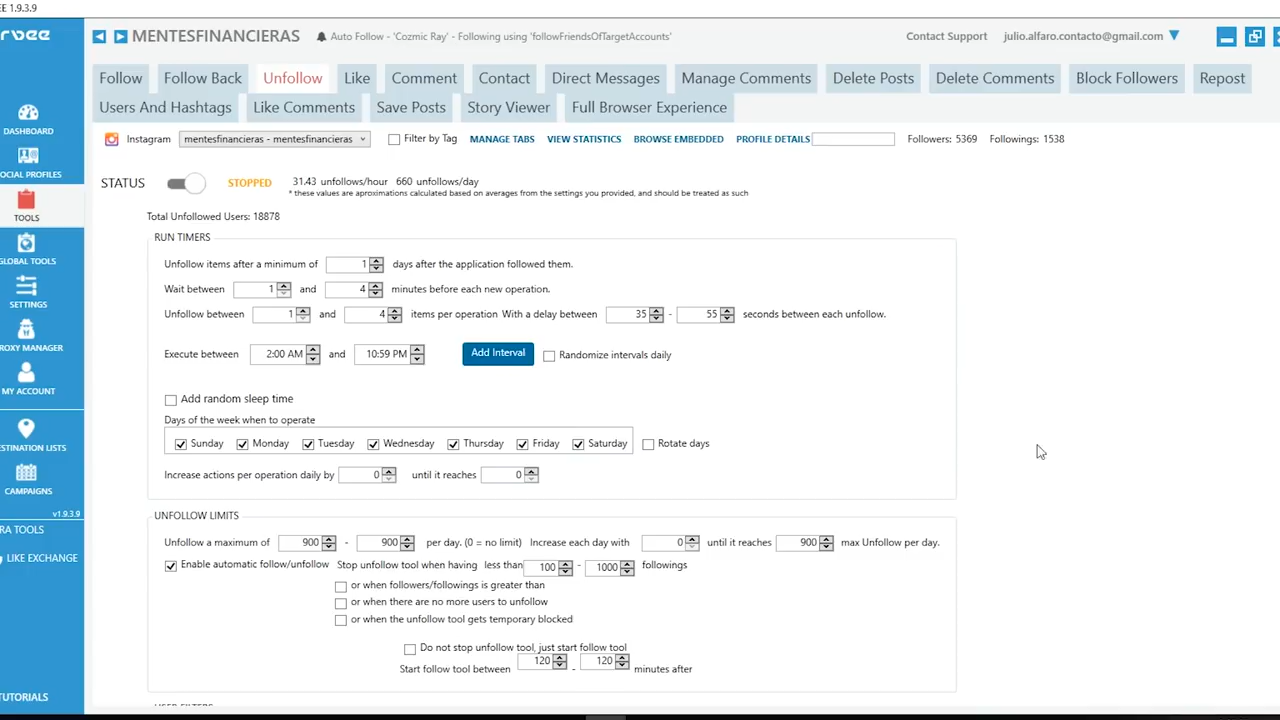 EE 1.9.3.9
rvee MENTESFINANCIERAS Auto Follow - 'Cozmic Ray' - Following using 'followFriendsOfTargetAccounts' Contact Support julio.alfaro.contacto@gmail.com
Follow Follow Back Unfollow Like Comment Contact Direct Messages Manage Comments Delete Posts Delete Comments Block Followers Repost
Users And Hashtags Like Comments Save Posts Story Viewer Full Browser Experience
Instagram mentesfinancieras - mentesfinancieras Filter by Tag MANAGE TABS VIEW STATISTICS BROWSE EMBEDDED PROFILE DETAILS Followers: 5369 Followings: 1538
STATUS STOPPED 31.43 unfollows/hour 660 unfollows/day
* these values are aproximations calculated based on averages from the settings you provided, and should be treated as such
Total Unfollowed Users: 18878
RUN TIMERS
Unfollow items after a minimum of 1 days after the application followed them.
Wait between 1 and 4 minutes before each new operation.
Unfollow between 1 and 4 items per operation With a delay between 35 - 55 seconds between each unfollow.
Execute between 2:00 AM and 10:59 PM Add Interval Randomize intervals daily
Add random sleep time
Days of the week when to operate
Sunday Monday Tuesday Wednesday Thursday Friday Saturday Rotate days
Increase actions per operation daily by 0 until it reaches 0
UNFOLLOW LIMITS
Unfollow a maximum of 900 - 900 per day. (0 = no limit) Increase each day with 0 until it reaches 900 max Unfollow per day.
Enable automatic follow/unfollow Stop unfollow tool when having less than 100 - 1000 followings
or when followers/followings is greater than
or when there are no more users to unfollow
or when the unfollow tool gets temporary blocked
Do not stop unfollow tool, just start follow tool
Start follow tool between 120 - 120 minutes after
DASHBOARD
OCIAL PROFILES
TOOLS
GLOBAL TOOLS
SETTINGS
ROXY MANAGER
MY ACCOUNT
ESTINATION LISTS
CAMPAIGNS
v1.9.3.9
RA TOOLS
LIKE EXCHANGE
TUTORIALS